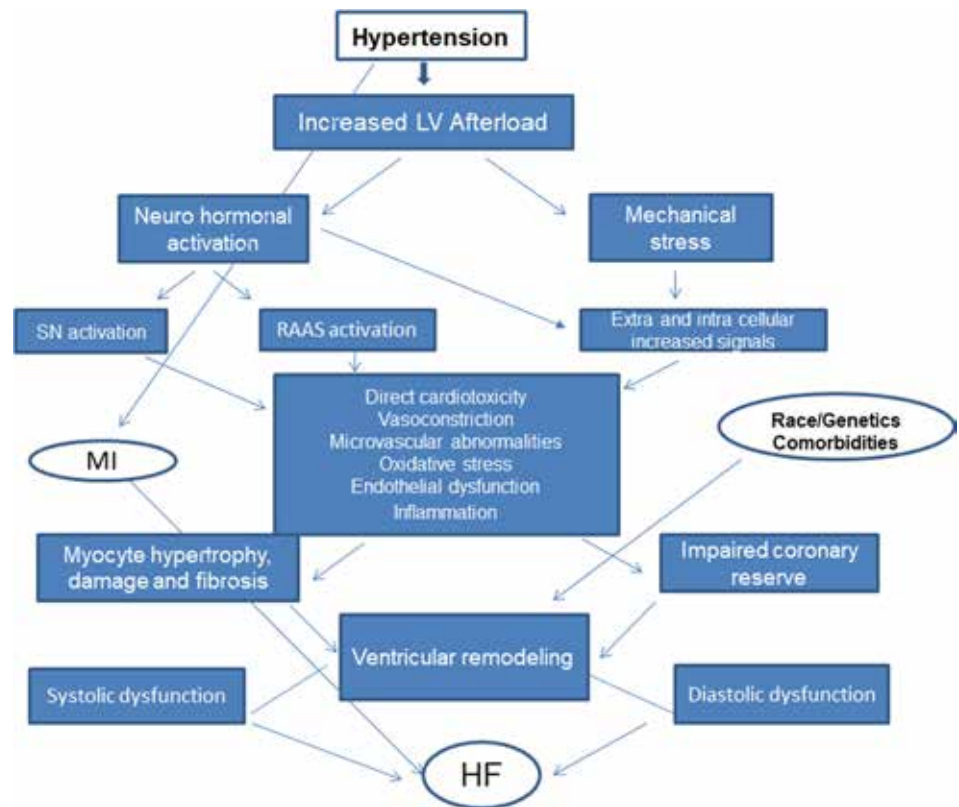 Hypertension
Increased LV Afterload
Neuro hormonal
activation
Mechanical
stress
SN activation
RAAS activation
Extra and intra cellular
increased signals
Direct cardiotoxicity
Vasoconstriction
Microvascular abnormalities
Oxidative stress
Endothelial dysfunction
Inflammation
Race/Genetics
Comorbidities
MI
Myocyte hypertrophy,
damage and fibrosis
Impaired coronary
reserve
Ventricular remodeling
Systolic dysfunction
Diastolic dysfunction
HF